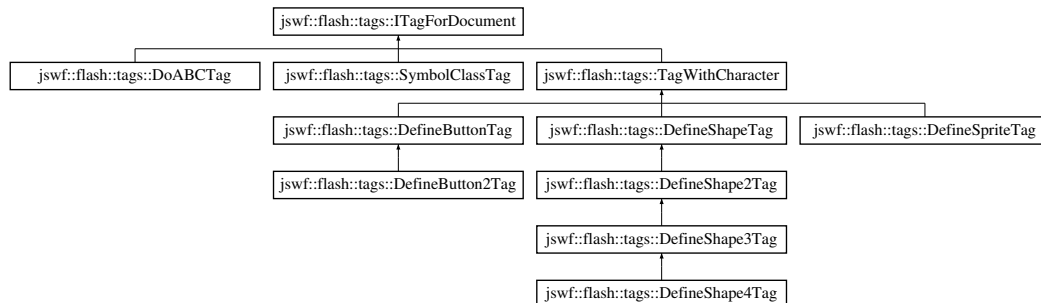 jswf::flash::tags::ITagForDocument
jswf::flash::tags::DoABCTag
jswf::flash::tags::SymbolClassTag
jswf::flash::tags::TagWithCharacter
jswf::flash::tags::DefineButtonTag
jswf::flash::tags::DefineShapeTag
jswf::flash::tags::DefineSpriteTag
jswf::flash::tags::DefineButton2Tag
jswf::flash::tags::DefineShape2Tag
jswf::flash::tags::DefineShape3Tag
jswf::flash::tags::DefineShape4Tag